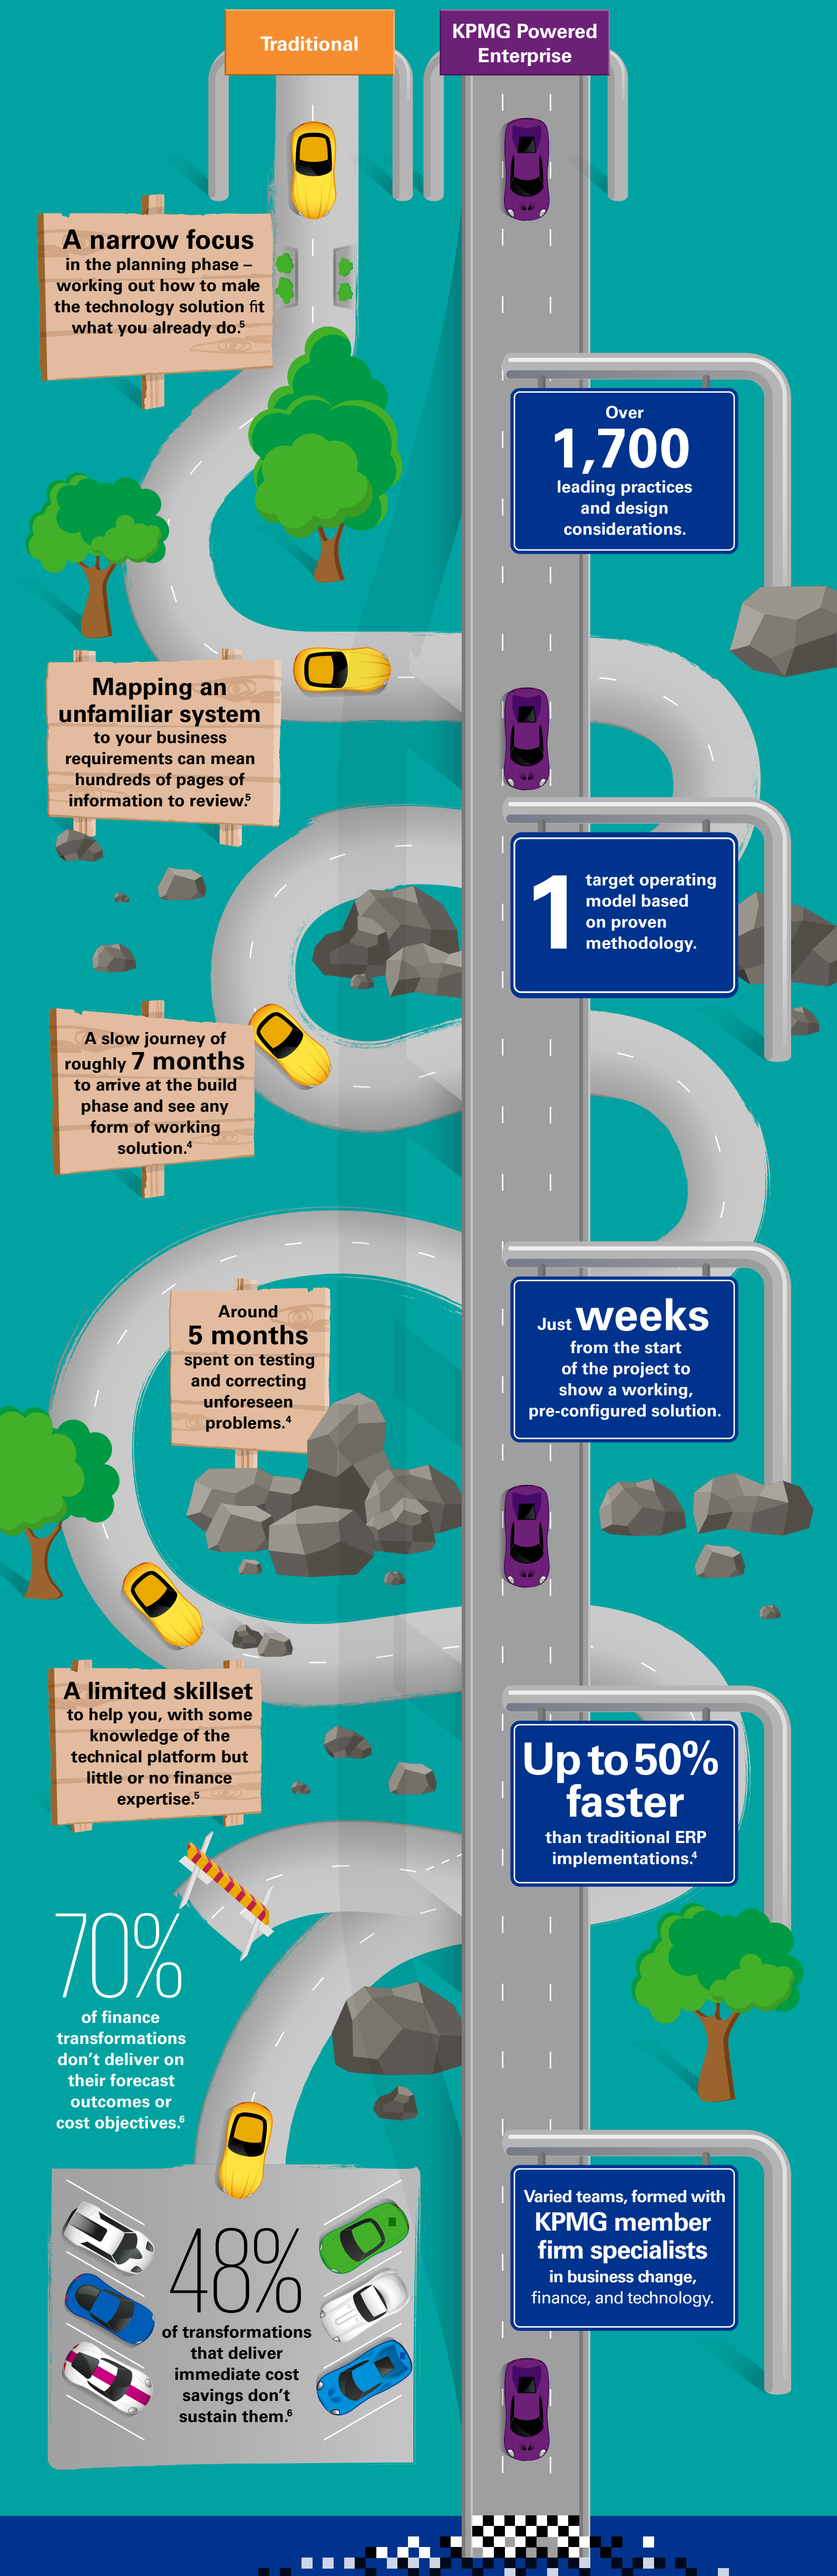 Traditional
KPMG Powered
Enterprise
A narrow focus
in the planning phase –
working out how to make
the technology solution fit
what you already do.5
Over
1,700
leading practices
and design
considerations.
Mapping an
unfamiliar system
to your business
requirements can mean
hundreds of pages of
information to review.5
1
target operating
model based
on proven
methodology.
A slow journey of
roughly 7 months
to arrive at the build
phase and see any
form of working
solution.4
Around
5 months
spent on testing
and correcting
unforeseen
problems.4
Just weeks
from the start
of the project to
show a working,
pre-configured solution.
A limited skillset
to help you, with some
knowledge of the
technical platform but
little or no finance
expertise.5
Up to 50%
faster
than traditional ERP
implementations.4
70%
of finance
transformations
don't deliver on
their forecast
outcomes or
cost objectives.6
Varied teams, formed with
KPMG member
firm specialists
in business change,
finance, and technology.
48%
of transformations
that deliver
immediate cost
savings don't
sustain them.6